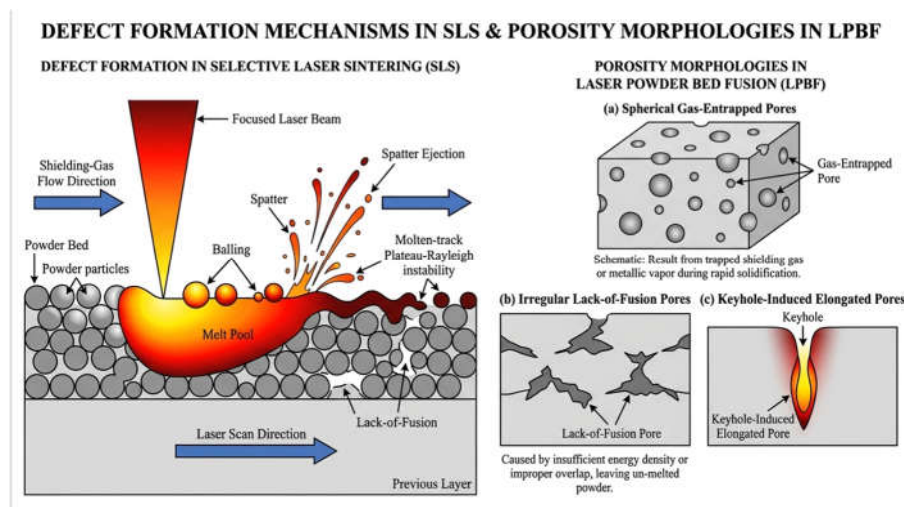 DEFECT FORMATION MECHANISMS IN SLS & POROSITY MORPHOLOGIES IN LPBF
DEFECT FORMATION IN SELECTIVE LASER SINTERING (SLS)
Focused Laser Beam
Shielding-Gas
Flow Direction
Spatter Ejection
Spatter
Powder Bed
Powder particles
Balling
Molten-track
Plateau-Rayleigh
instability
Melt Pool
Lack-of-Fusion
Laser Scan Direction
Previous Layer
POROSITY MORPHOLOGIES IN
LASER POWDER BED FUSION (LPBF)
(a) Spherical Gas-Entrapped Pores
Gas-Entrapped
Pore
Schematic: Result from trapped shielding gas
or metallic vapor during rapid solidification.
(b) Irregular Lack-of-Fusion Pores
Lack-of-Fusion Pore
Caused by insufficient energy density or
improper overlap, leaving un-melted
powder.
(c) Keyhole-Induced Elongated Pores
Keyhole
Keyhole-Induced
Elongated Pore